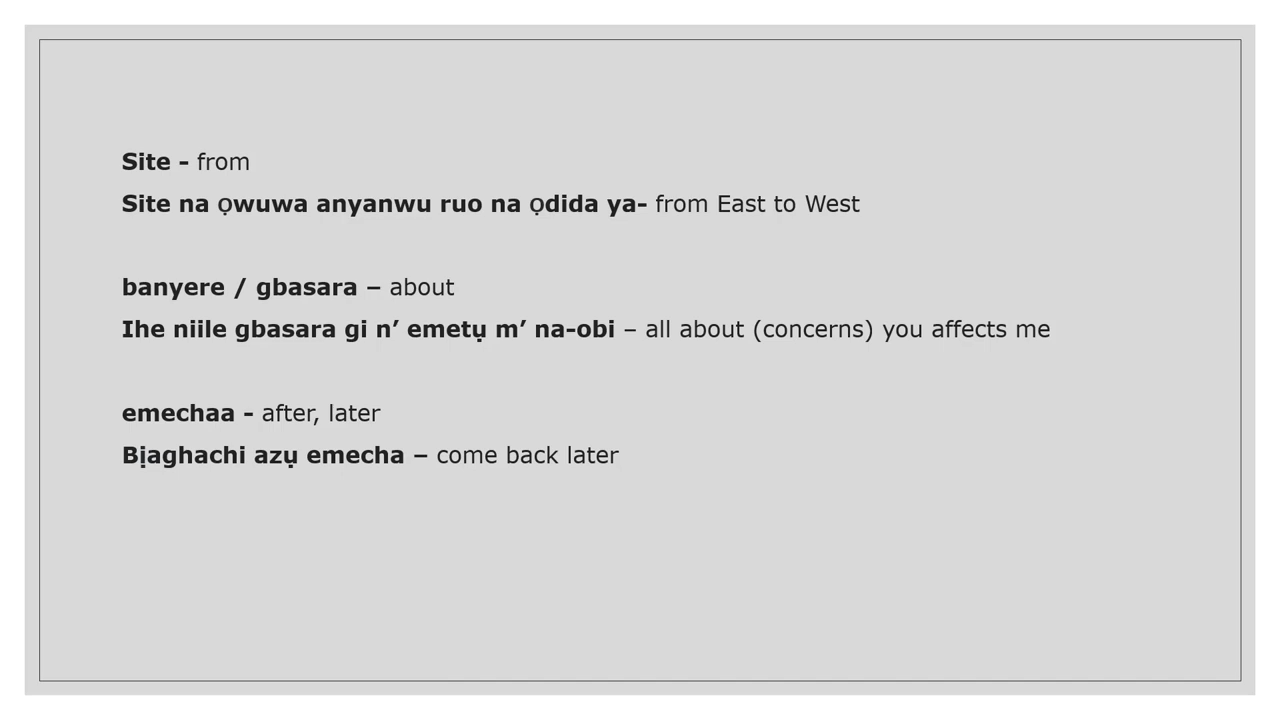 Site - from
Site na ọwuwa anyanwu ruo na ọdida ya- from East to West
banyere / gbasara – about
Ihe niile gbasara gi n’ emetụ m’ na-obi – all about (concerns) you affects me
emechaa - after, later
Bịaghachi azụ emecha – come back later